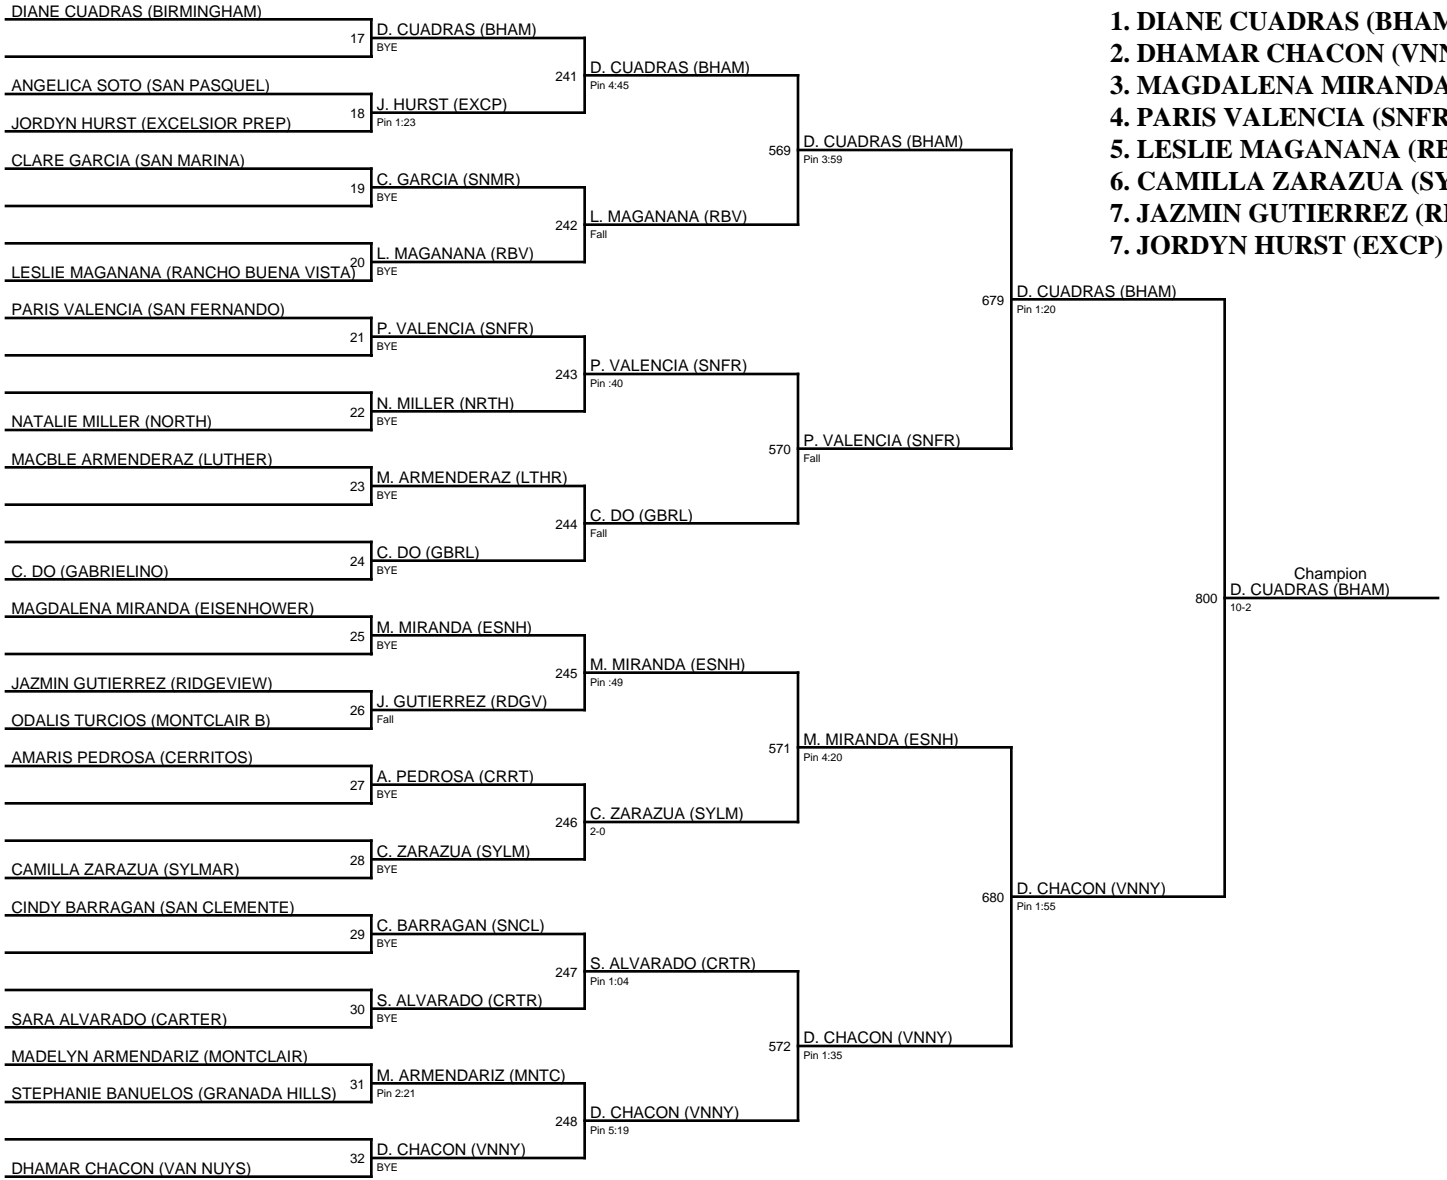 DIANE CUADRAS (BIRMINGHAM)
17
D. CUADRAS (BHAM)
BYE
ANGELICA SOTO (SAN PASQUEL)
JORDYN HURST (EXCELSIOR PREP)
18
J. HURST (EXCP)
Pin 1:23
241
D. CUADRAS (BHAM)
Pin 4:45
CLARE GARCIA (SAN MARINA)
19
C. GARCIA (SNMR)
BYE
LESLIE MAGANANA (RANCHO BUENA VISTA)
20
L. MAGANANA (RBV)
BYE
242
L. MAGANANA (RBV)
Fall
569
D. CUADRAS (BHAM)
Pin 3:59
PARIS VALENCIA (SAN FERNANDO)
21
P. VALENCIA (SNFR)
BYE
NATALIE MILLER (NORTH)
22
N. MILLER (NRTH)
BYE
243
P. VALENCIA (SNFR)
Pin :40
MACBLE ARMENDERAZ (LUTHER)
23
M. ARMENDERAZ (LTHR)
BYE
C. DO (GABRIELINO)
24
C. DO (GBRL)
BYE
244
C. DO (GBRL)
Fall
570
P. VALENCIA (SNFR)
Fall
679
D. CUADRAS (BHAM)
Pin 1:20
MAGDALENA MIRANDA (EISENHOWER)
25
M. MIRANDA (ESNH)
BYE
JAZMIN GUTIERREZ (RIDGEVIEW)
ODALIS TURCIOS (MONTCLAIR B)
26
J. GUTIERREZ (RDGV)
Fall
245
M. MIRANDA (ESNH)
Pin :49
AMARIS PEDROSA (CERRITOS)
27
A. PEDROSA (CRRT)
BYE
CAMILLA ZARAZUA (SYLMAR)
28
C. ZARAZUA (SYLM)
BYE
246
C. ZARAZUA (SYLM)
2-0
571
M. MIRANDA (ESNH)
Pin 4:20
CINDY BARRAGAN (SAN CLEMENTE)
29
C. BARRAGAN (SNCL)
BYE
SARA ALVARADO (CARTER)
30
S. ALVARADO (CRTR)
BYE
247
S. ALVARADO (CRTR)
Pin 1:04
MADELYN ARMENDARIZ (MONTCLAIR)
STEPHANIE BANUELOS (GRANADA HILLS)
31
M. ARMENDARIZ (MNTC)
Pin 2:21
DHAMAR CHACON (VAN NUYS)
32
D. CHACON (VNNY)
BYE
248
D. CHACON (VNNY)
Pin 5:19
572
D. CHACON (VNNY)
Pin 1:35
680
D. CHACON (VNNY)
Pin 1:55
800
Champion
D. CUADRAS (BHAM)
10-2
1. DIANE CUADRAS (BHAM
2. DHAMAR CHACON (VNN
3. MAGDALENA MIRANDA
4. PARIS VALENCIA (SNFR
5. LESLIE MAGANANA (RB
6. CAMILLA ZARAZUA (SY
7. JAZMIN GUTIERREZ (R
7. JORDYN HURST (EXCP)